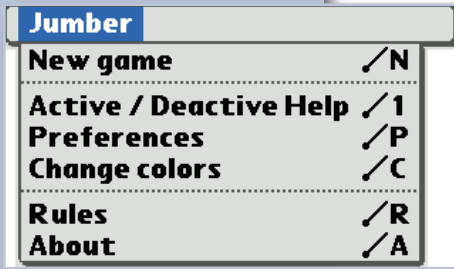 Jumber
New game /N
Active / Deactive Help /1
Preferences /P
Change colors /C
Rules /R
About /A